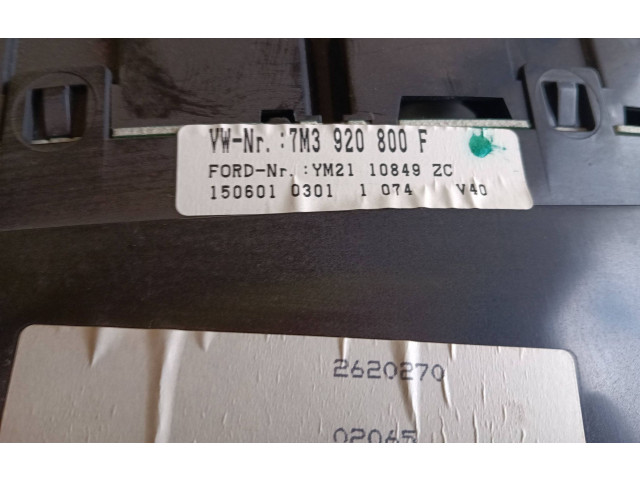 VW-Nr.:7M3 920 800 F
FORD-Nr.:YM21 10849 ZC
150601 0301 1 074 V40
2620270
02065